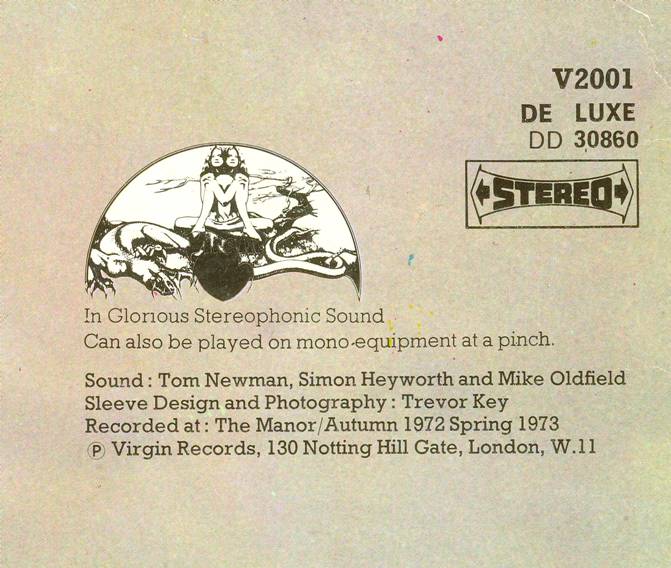 V2001
DE LUXE
DD 30860
STEREO
In Glorious Stereophonic Sound
Can also be played on mono-equipment at a pinch.
Sound : Tom Newman, Simon Heyworth and Mike Oldfield
Sleeve Design and Photography : Trevor Key
Recorded at : The Manor/Autumn 1972 Spring 1973
Ⓟ Virgin Records, 130 Notting Hill Gate, London, W.11